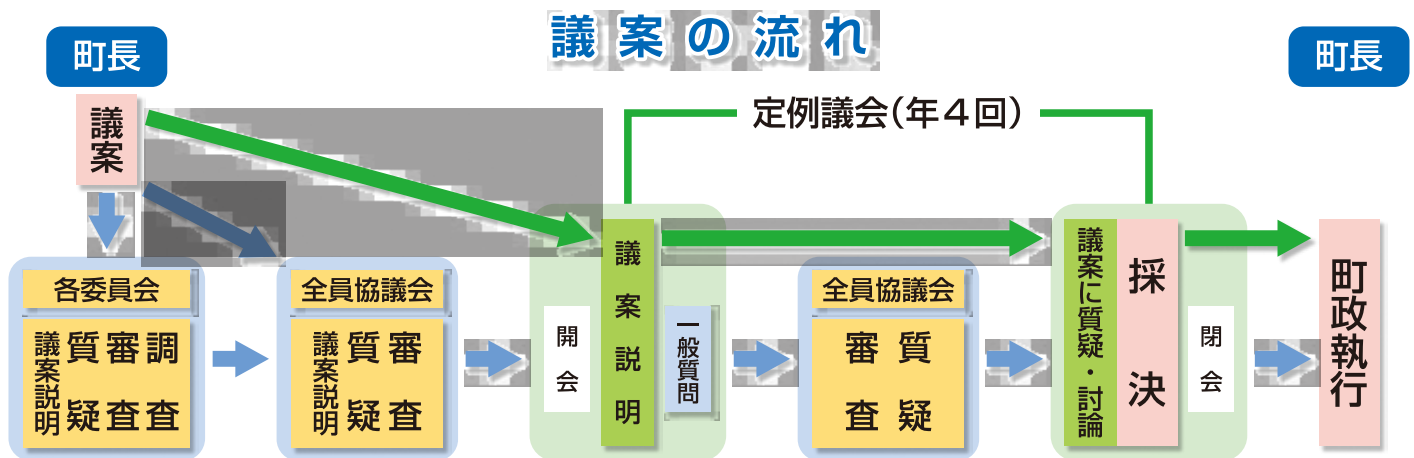 議案の流れ
町長
町長
議案
定例議会(年4回)
各委員会
議案説明
質疑
審査
調査
全員協議会
議案説明
質疑
審査
開会
議案説明
一般質問
全員協議会
審査
質疑
議案に質疑・討論
採決
閉会
町政執行